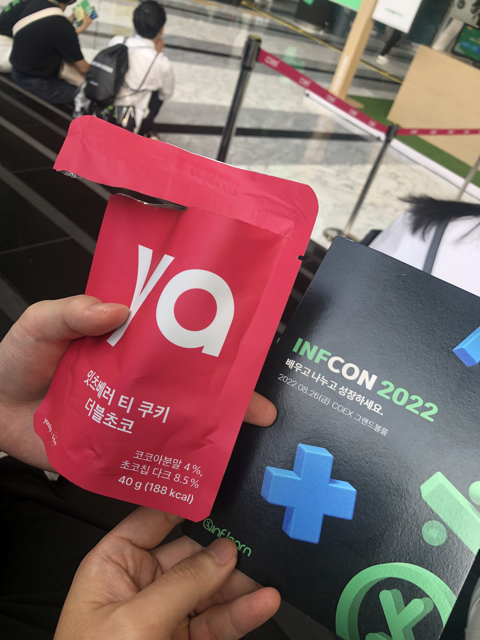 ya
잇츠베러 티 쿠키
더블초코
코코아분말 4%,
초코칩 다크 8.5%
40 g (188 kcal)
INFCON 2022
배우고 나누고 성장하세요.
2022.08.26(금) COEX 그랜드볼룸
inflearn